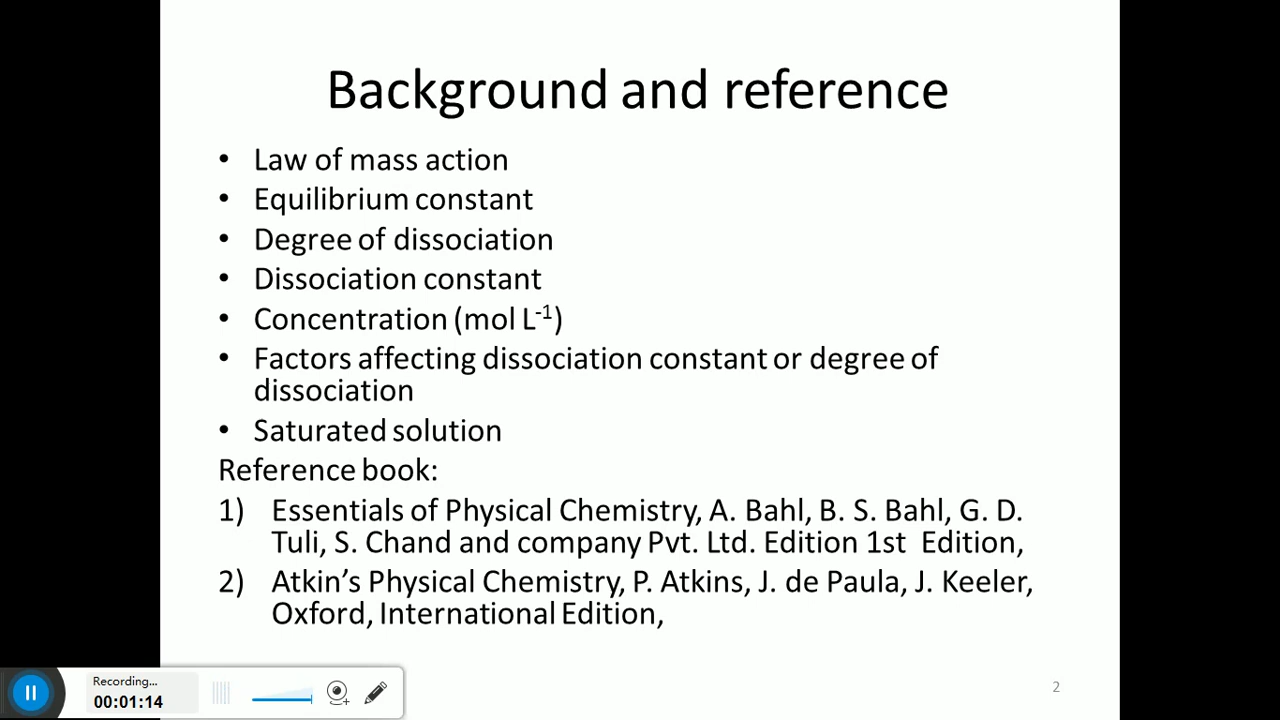 Background and reference
• Law of mass action
• Equilibrium constant
• Degree of dissociation
• Dissociation constant
• Concentration (mol L⁻¹)
• Factors affecting dissociation constant or degree of
dissociation
• Saturated solution
Reference book:
1) Essentials of Physical Chemistry, A. Bahl, B. S. Bahl, G. D.
Tuli, S. Chand and company Pvt. Ltd. Edition 1st Edition,
2) Atkin’s Physical Chemistry, P. Atkins, J. de Paula, J. Keeler,
Oxford, International Edition,
Recording...
00:01:14
2